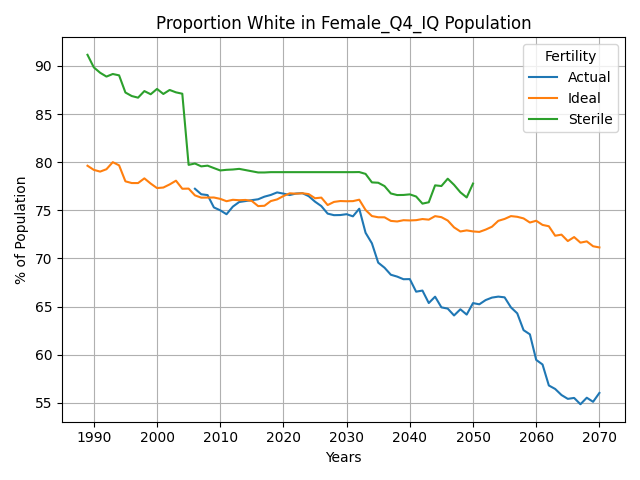 Proportion White in Female_Q4_IQ Population
% of Population
90
85
80
75
70
65
60
55
Fertility
Actual
Ideal
Sterile
1990 2000 2010 2020 2030 2040 2050 2060 2070
Years